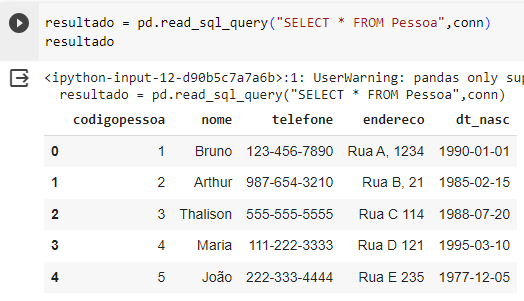 resultado = pd.read_sql_query("SELECT * FROM Pessoa",conn)
resultado
<ipython-input-12-d90b5c7a7a6b>:1: UserWarning: pandas only sup
resultado = pd.read_sql_query("SELECT * FROM Pessoa",conn)
codigopessoa nome telefone endereco dt_nasc
0 1 Bruno 123-456-7890 Rua A, 1234 1990-01-01
1 2 Arthur 987-654-3210 Rua B, 21 1985-02-15
2 3 Thalison 555-555-5555 Rua C 114 1988-07-20
3 4 Maria 111-222-3333 Rua D 121 1995-03-10
4 5 João 222-333-4444 Rua E 235 1977-12-05